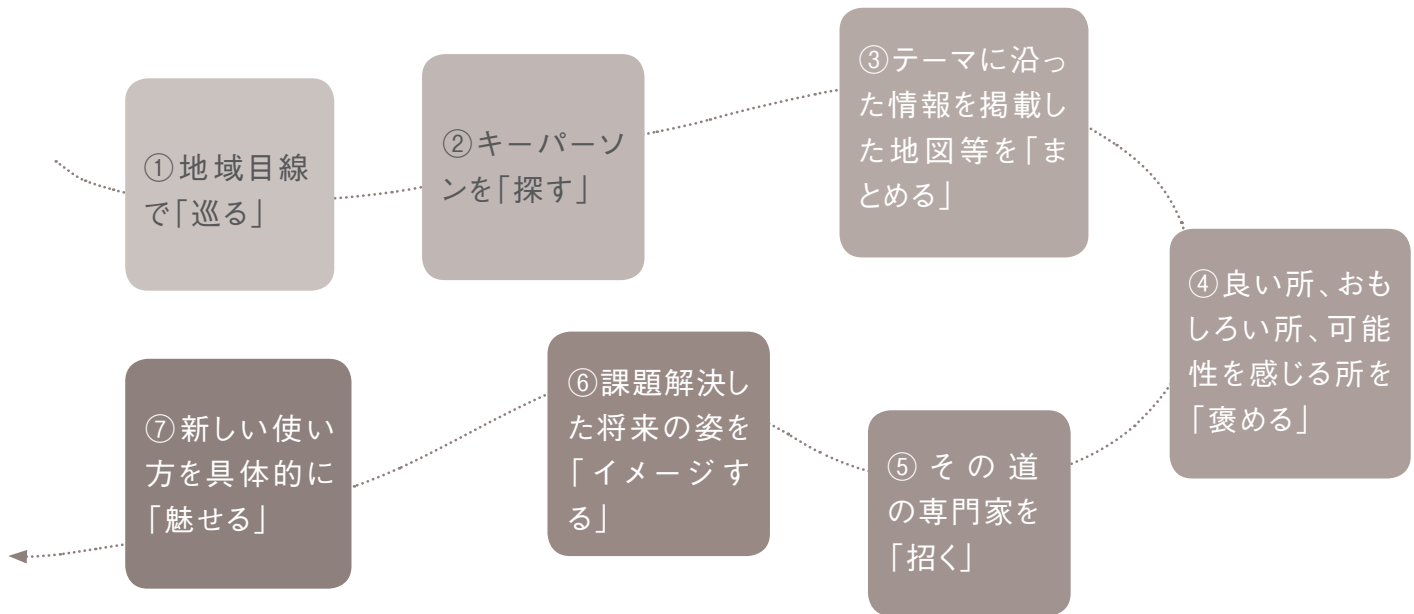 ①地域目線
で「巡る」
②キーパーソ
ンを「探す」
③テーマに沿っ
た情報を掲載し
た地図等を「ま
とめる」
④良い所、おも
しろい所、可能
性を感じる所を
「褒める」
⑤その道
の専門家を
「招く」
⑥課題解決し
た将来の姿を
「イメージす
る」
⑦新しい使い
方を具体的に
「魅せる」